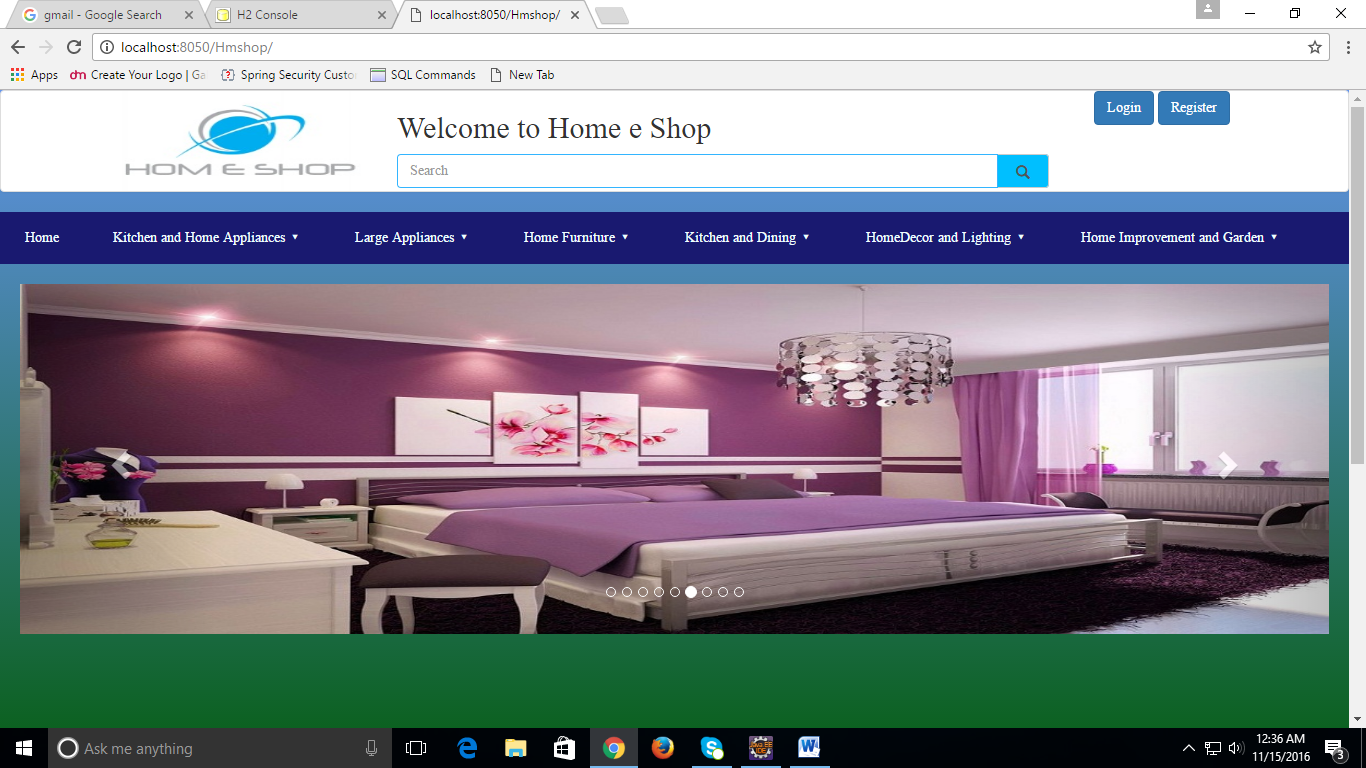 gmail - Google Search
H2 Console
localhost:8050/Hmshop/
localhost:8050/Hmshop/
Apps
Create Your Logo | Ga
Spring Security Custo
SQL Commands
New Tab
HOM E SHOP
Welcome to Home e Shop
Search
Login
Register
Home
Kitchen and Home Appliances
Large Appliances
Home Furniture
Kitchen and Dining
HomeDecor and Lighting
Home Improvement and Garden
Ask me anything
12:36 AM
11/15/2016
3